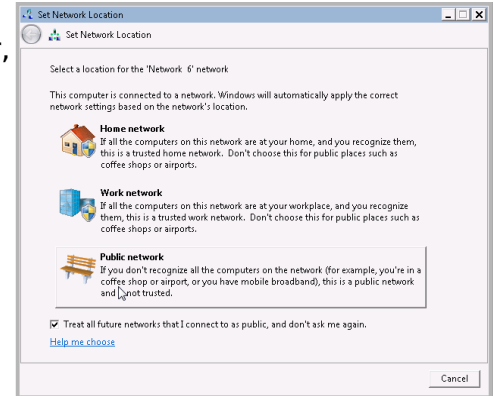 Set Network Location
Set Network Location
Select a location for the 'Network 6' network
This computer is connected to a network. Windows will automatically apply the correct
network settings based on the network's location.
Home network
If all the computers on this network are at your home, and you recognize them,
this is a trusted home network. Don't choose this for public places such as
coffee shops or airports.
Work network
If all the computers on this network are at your workplace, and you recognize
them, this is a trusted work network. Don't choose this for public places such as
coffee shops or airports.
Public network
If you don't recognize all the computers on the network (for example, you're in a
coffee shop or airport, or you have mobile broadband), this is a public network
and not trusted.
Treat all future networks that I connect to as public, and don't ask me again.
Help me choose
Cancel